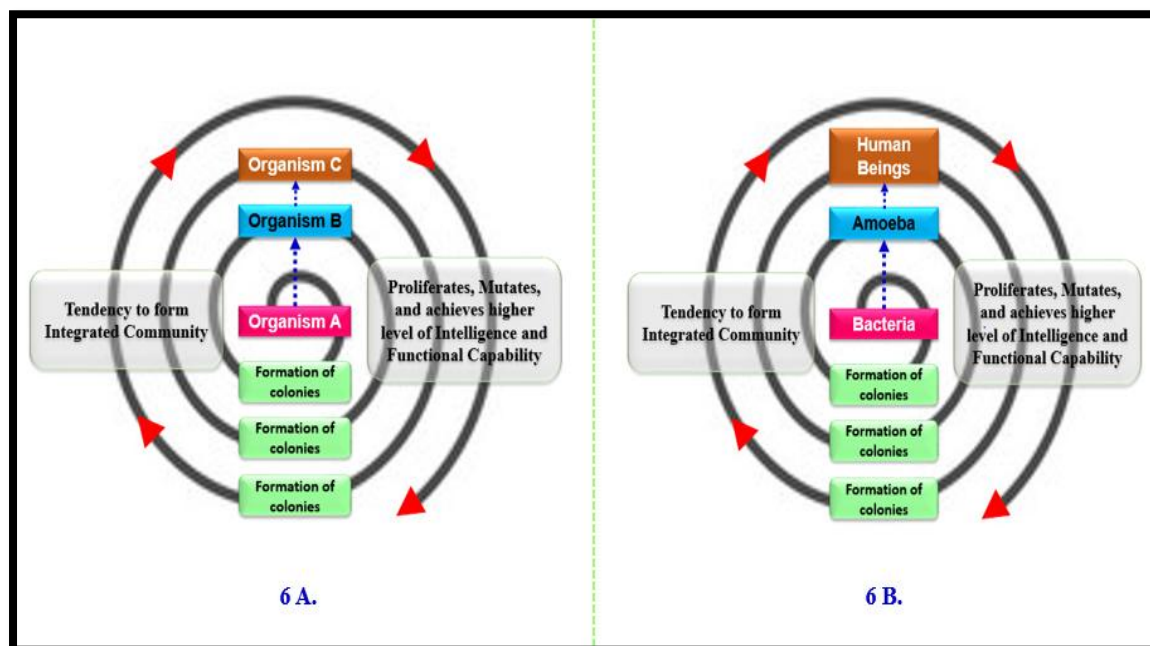 Organism C
Organism B
Tendency to form
Integrated Community
Proliferates, Mutates,
and achieves higher
level of Intelligence and
Functional Capability
Organism A
Formation of
colonies
Formation of
colonies
Formation of
colonies
6 A.
Human
Beings
Amoeba
Tendency to form
Integrated Community
Proliferates, Mutates,
and achieves higher
level of Intelligence and
Functional Capability
Bacteria
Formation of
colonies
Formation of
colonies
Formation of
colonies
6 B.